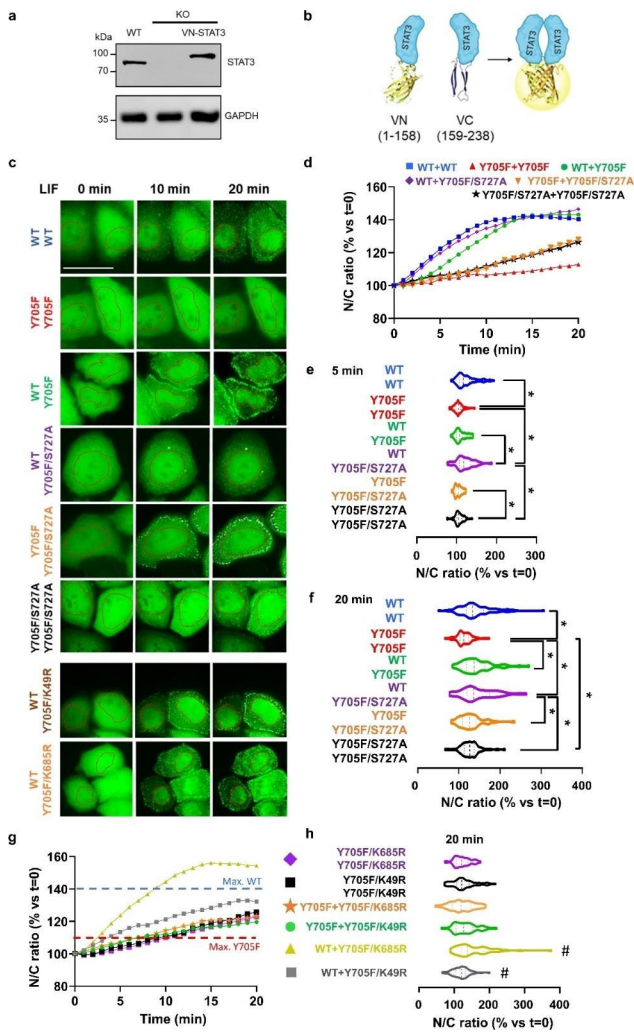 a
KO
kDa
WT
VN-STAT3
100
70
STAT3
35
GAPDH
b
STAT3
STAT3
STAT3
STAT3
VN
(1-158)
VC
(159-238)
c
LIF
0 min
10 min
20 min
WT
WT
Y705F
Y705F
WT
Y705F
WT
Y705F/S727A
Y705F
Y705F/S727A
Y705F/S727A
Y705F/S727A
WT
Y705F/K49R
WT
Y705F/K685R
d
WT+WT
Y705F+Y705F
WT+Y705F
WT+Y705F/S727A
Y705F+Y705F/S727A
Y705F/S727A+Y705F/S727A
N/C ratio (% vs t=0)
160
140
120
100
80
0
5
10
15
20
Time (min)
e
5 min
WT
WT
Y705F
Y705F
WT
Y705F
WT
Y705F/S727A
Y705F
Y705F/S727A
Y705F/S727A
Y705F/S727A
*
*
*
*
*
0
100
200
300
N/C ratio (% vs t=0)
f
20 min
WT
WT
Y705F
Y705F
WT
Y705F
WT
Y705F/S727A
Y705F
Y705F/S727A
Y705F/S727A
Y705F/S727A
*
*
*
*
*
*
0
100
200
300
400
N/C ratio (% vs t=0)
g
N/C ratio (% vs t=0)
160
140
120
100
80
Max. WT
Max. Y705F
0
5
10
15
20
Time (min)
h
20 min
Y705F/K685R
Y705F/K685R
Y705F/K49R
Y705F/K49R
Y705F+Y705F/K685R
Y705F+Y705F/K49R
WT+Y705F/K685R
WT+Y705F/K49R
#
#
0
100
200
300
400
N/C ratio (% vs t=0)